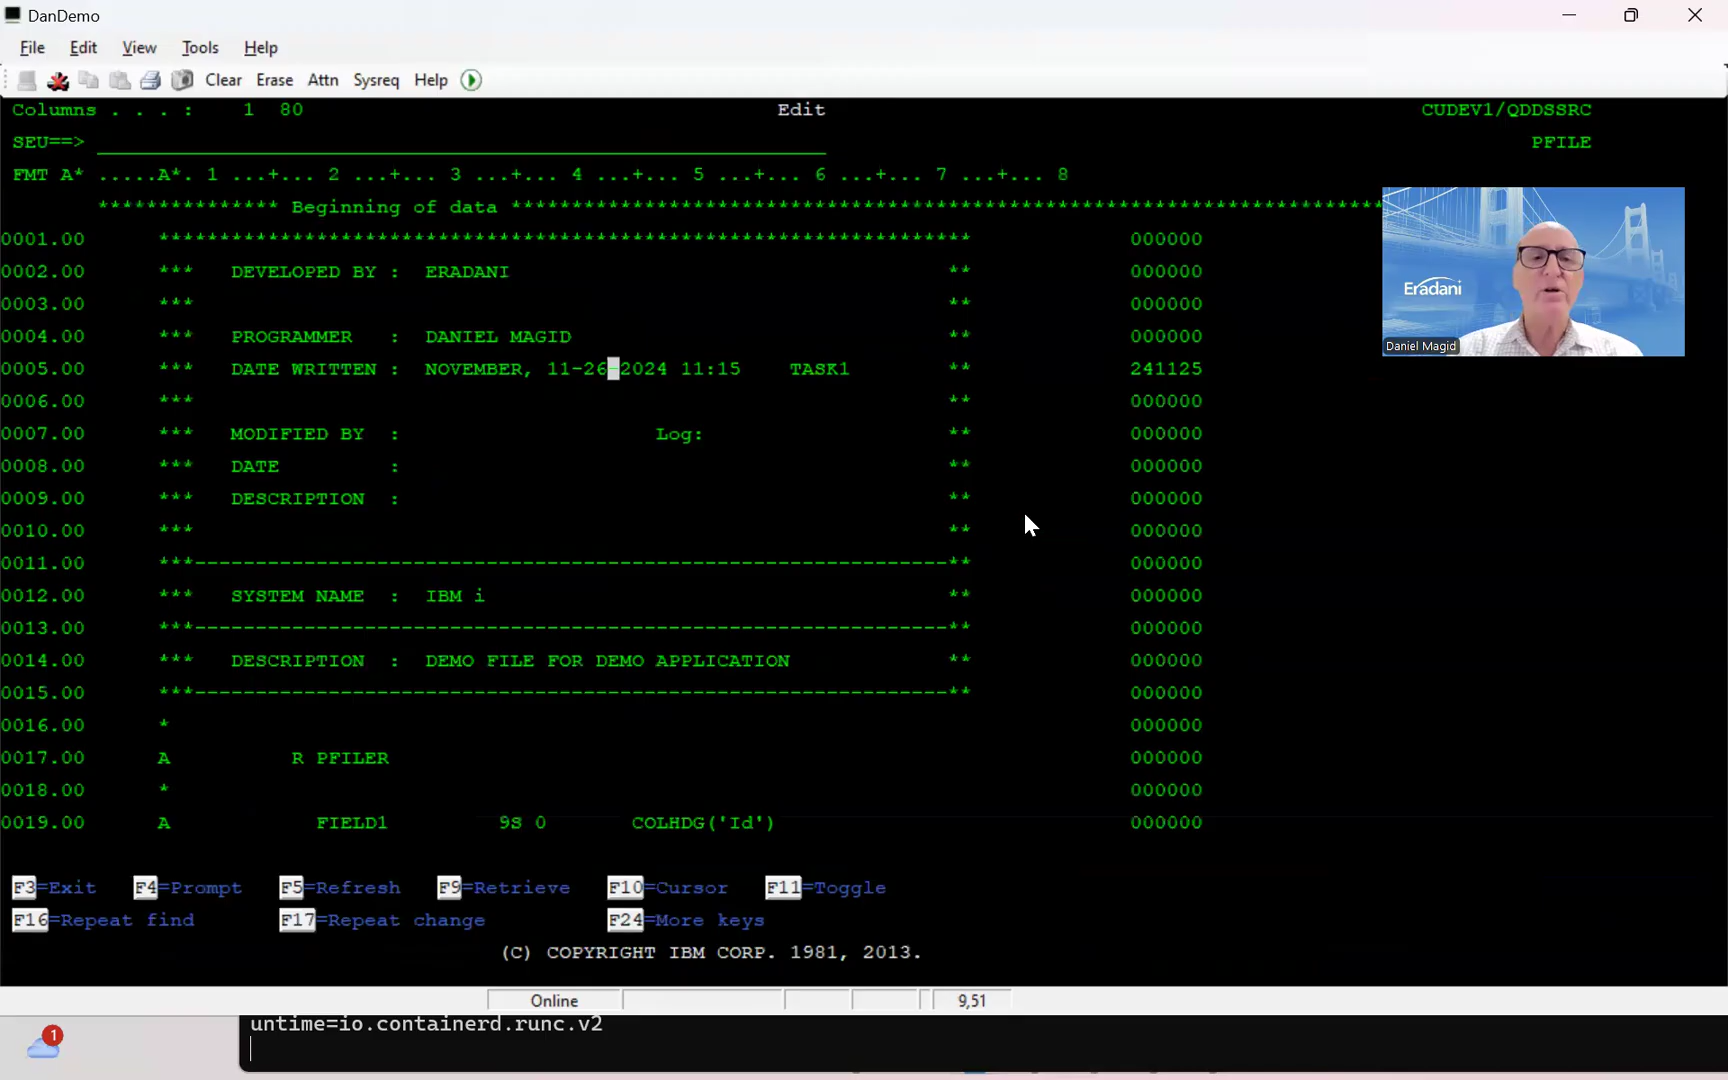 DanDemo
File Edit View Tools Help
Clear Erase Attn Sysreq Help
Columns . . . : 1 80 Edit CUDEV1/QDDSSRC
SEU==> PFILE
FMT A* .....A*. 1 ...+... 2 ...+... 3 ...+... 4 ...+... 5 ...+... 6 ...+... 7 ...+... 8
*************** Beginning of data ************************************************************************
0001.00 ******************************************************************* 000000
0002.00 *** DEVELOPED BY : ERADANI ** 000000
0003.00 *** ** 000000
0004.00 *** PROGRAMMER : DANIEL MAGID ** 000000
0005.00 *** DATE WRITTEN : NOVEMBER, 11-26-2024 11:15 TASK1 ** 241125
0006.00 *** ** 000000
0007.00 *** MODIFIED BY : Log: ** 000000
0008.00 *** DATE : ** 000000
0009.00 *** DESCRIPTION : ** 000000
0010.00 *** ** 000000
0011.00 ***--------------------------------------------------------------** 000000
0012.00 *** SYSTEM NAME : IBM i ** 000000
0013.00 ***--------------------------------------------------------------** 000000
0014.00 *** DESCRIPTION : DEMO FILE FOR DEMO APPLICATION ** 000000
0015.00 ***--------------------------------------------------------------** 000000
0016.00 * 000000
0017.00 A R PFILER 000000
0018.00 * 000000
0019.00 A FIELD1 9S 0 COLHDG('Id') 000000
F3=Exit F4=Prompt F5=Refresh F9=Retrieve F10=Cursor F11=Toggle
F16=Repeat find F17=Repeat change F24=More keys
(C) COPYRIGHT IBM CORP. 1981, 2013.
Online 9,51
untime=io.containerd.runc.v2
1
Eradani
Daniel Magid